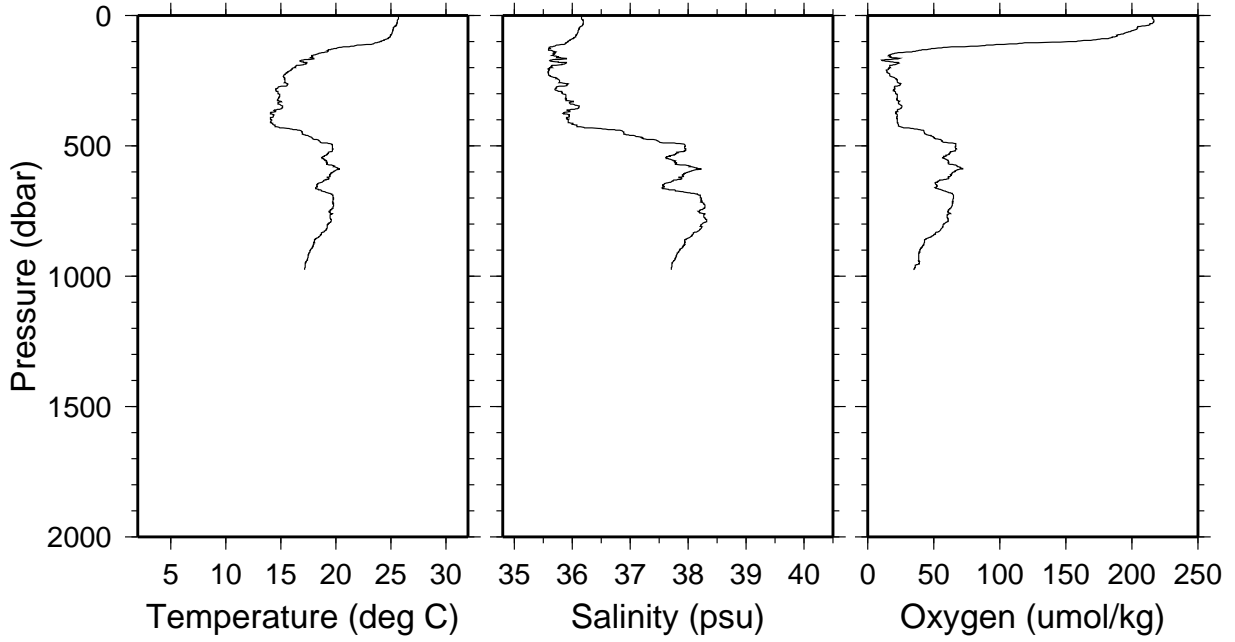 0
500
1000
1500
2000
Pressure (dbar)
5 10 15 20 25 30
Temperature (deg C)
35 36 37 38 39 40
Salinity (psu)
0 50 100 150 200 250
Oxygen (umol/kg)